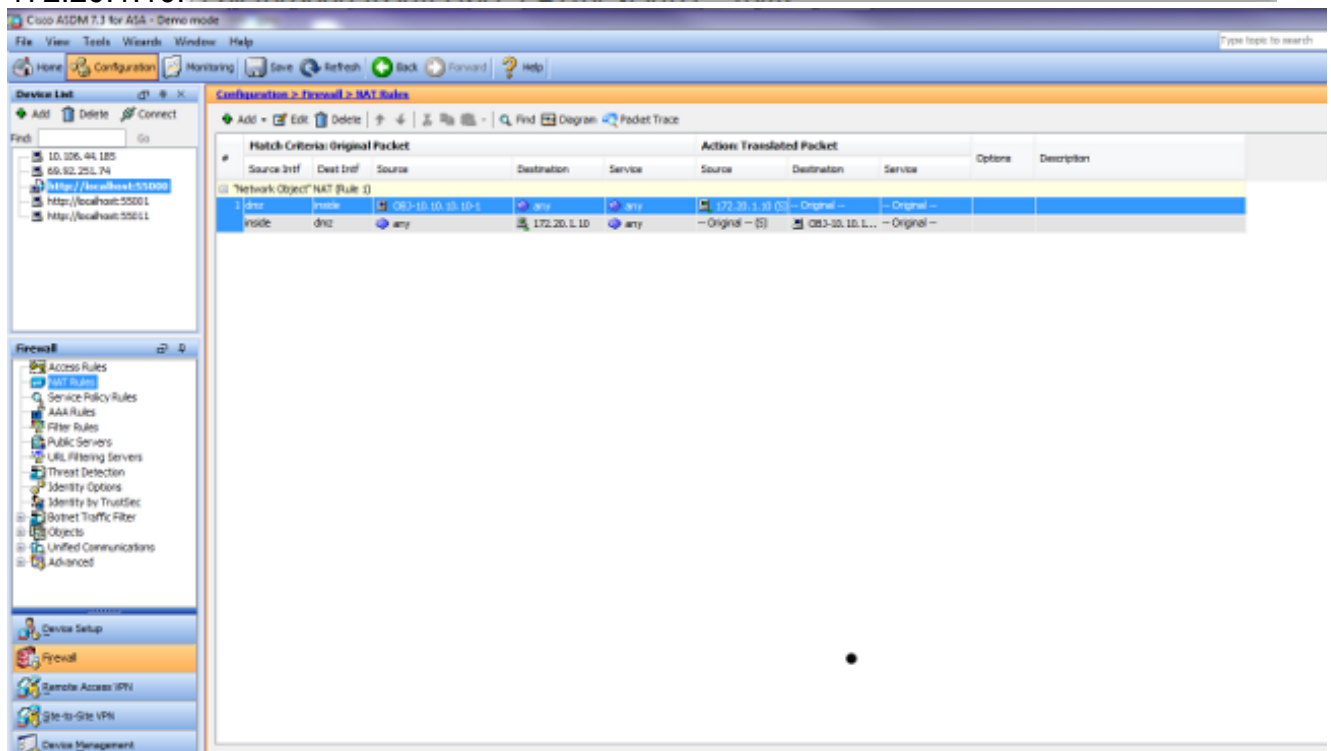 172.20.1.10.
Cisco ASDM 7.3 for ASA - Demo mode
File View Tools Wizards Window Help
Type topic to search
Home Configuration Monitoring Save Refresh Back Forward Help
Device List
Add Delete Connect
Find: Go
10.106.44.185
69.92.251.74
http://localhost:55000
http://localhost:55001
http://localhost:55011
Configuration > Firewall > NAT Rules
Add Edit Delete Find Diagram Packet Trace
# Match Criteria: Original Packet Action: Translated Packet Options Description
Source Intf Dest Intf Source Destination Service Source Destination Service
"Network Object" NAT (Rule 1)
1 dmz inside OBJ-10.10.10.10-1 any any 172.20.1.10 (S) -- Original -- -- Original --
inside dmz any 172.20.1.10 any -- Original -- (S) OBJ-10.10.1... -- Original --
Firewall
Access Rules
NAT Rules
Service Policy Rules
AAA Rules
Filter Rules
Public Servers
URL Filtering Servers
Threat Detection
Identity Options
Identity by TrustSec
Botnet Traffic Filter
Objects
Unified Communications
Advanced
Device Setup
Firewall
Remote Access VPN
Site-to-Site VPN
Device Management